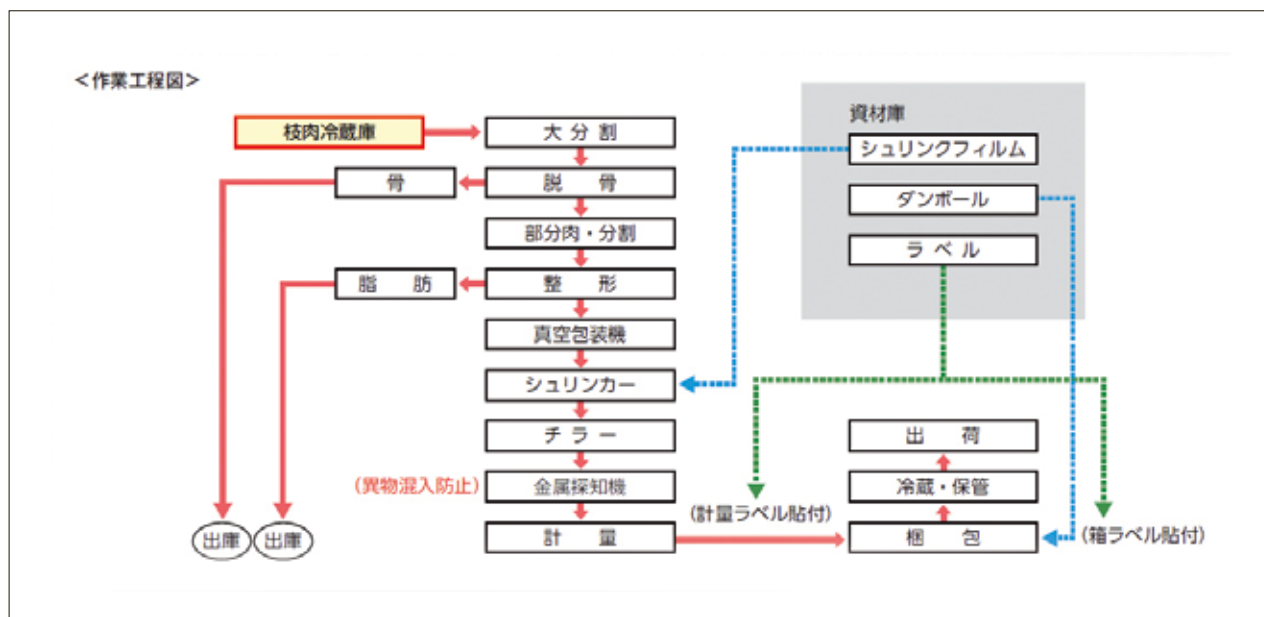 ＜作業工程図＞
枝肉冷蔵庫
大分割
骨
脱骨
部分肉・分割
脂肪
整形
真空包装機
シュリンカー
チラー
(異物混入防止)
金属探知機
計量
出庫
出庫
資材庫
シュリンクフィルム
ダンボール
ラベル
出荷
冷蔵・保管
梱包
(計量ラベル貼付)
(箱ラベル貼付)